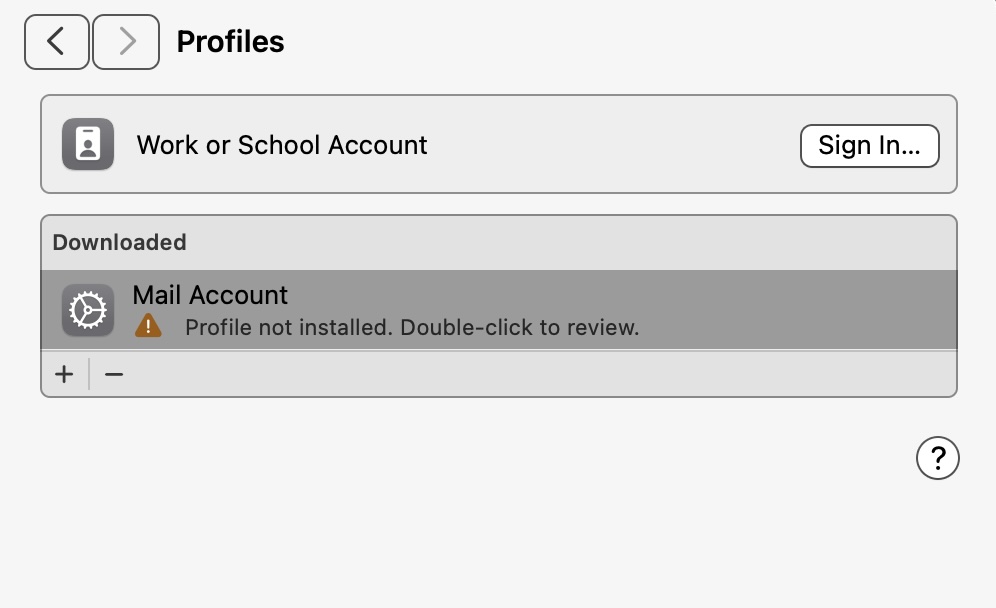 Profiles
Work or School Account
Sign In...
Downloaded
Mail Account
Profile not installed. Double-click to review.
+ −
?